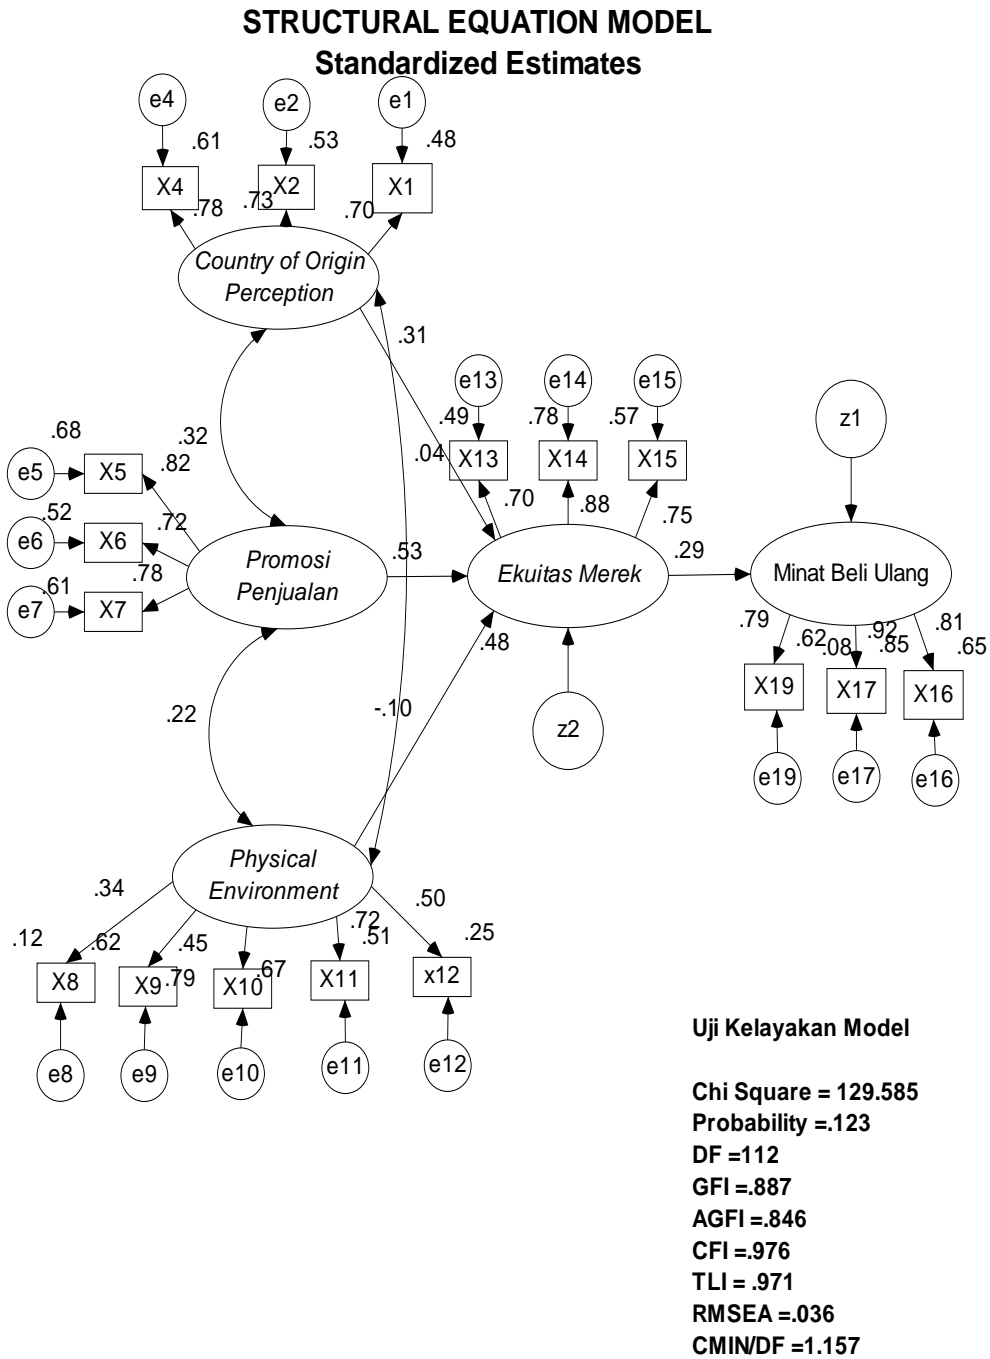 STRUCTURAL EQUATION MODEL
Standardized Estimates
e4
e2
e1
.61
.53
.48
X4
X2
X1
.78
.73
.70
Country of Origin
Perception
.31
e13
e14
e15
z1
.49
.78
.57
.68
.32
.04
X13
X14
X15
e5
X5
.82
.70
.88
.75
.52
.72
e6
X6
.53
.29
Promosi
Penjualan
Ekuitas Merek
Minat Beli Ulang
.61
.78
e7
X7
.48
.79
.62
.08
.92
.85
.81
.65
X19
X17
X16
.22
-.10
z2
e19
e17
e16
Physical
Environment
.34
.50
.12
.62
.45
.72
.51
.25
X8
X9
.79
X10
.67
X11
x12
e8
e9
e10
e11
e12
Uji Kelayakan Model
Chi Square = 129.585
Probability =.123
DF =112
GFI =.887
AGFI =.846
CFI =.976
TLI = .971
RMSEA =.036
CMIN/DF =1.157